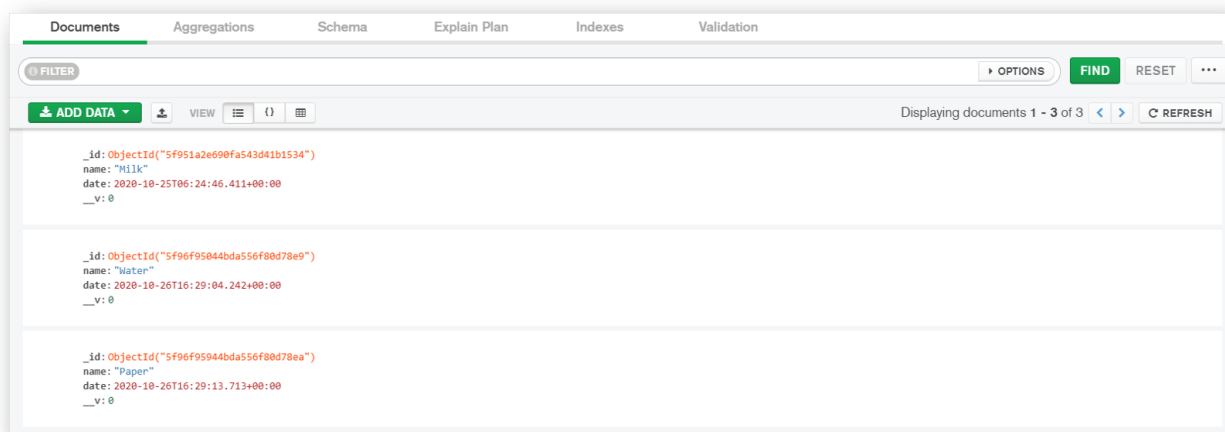 Documents Aggregations Schema Explain Plan Indexes Validation
FILTER OPTIONS FIND RESET ...
ADD DATA VIEW {} Displaying documents 1 - 3 of 3 < > REFRESH
_id: ObjectId("5f951a2e690fa543d41b1534")
name: "Milk"
date: 2020-10-25T06:24:46.411+00:00
__v: 0
_id: ObjectId("5f96f95044bda556f80d78e9")
name: "Water"
date: 2020-10-26T16:29:04.242+00:00
__v: 0
_id: ObjectId("5f96f95944bda556f80d78ea")
name: "Paper"
date: 2020-10-26T16:29:13.713+00:00
__v: 0